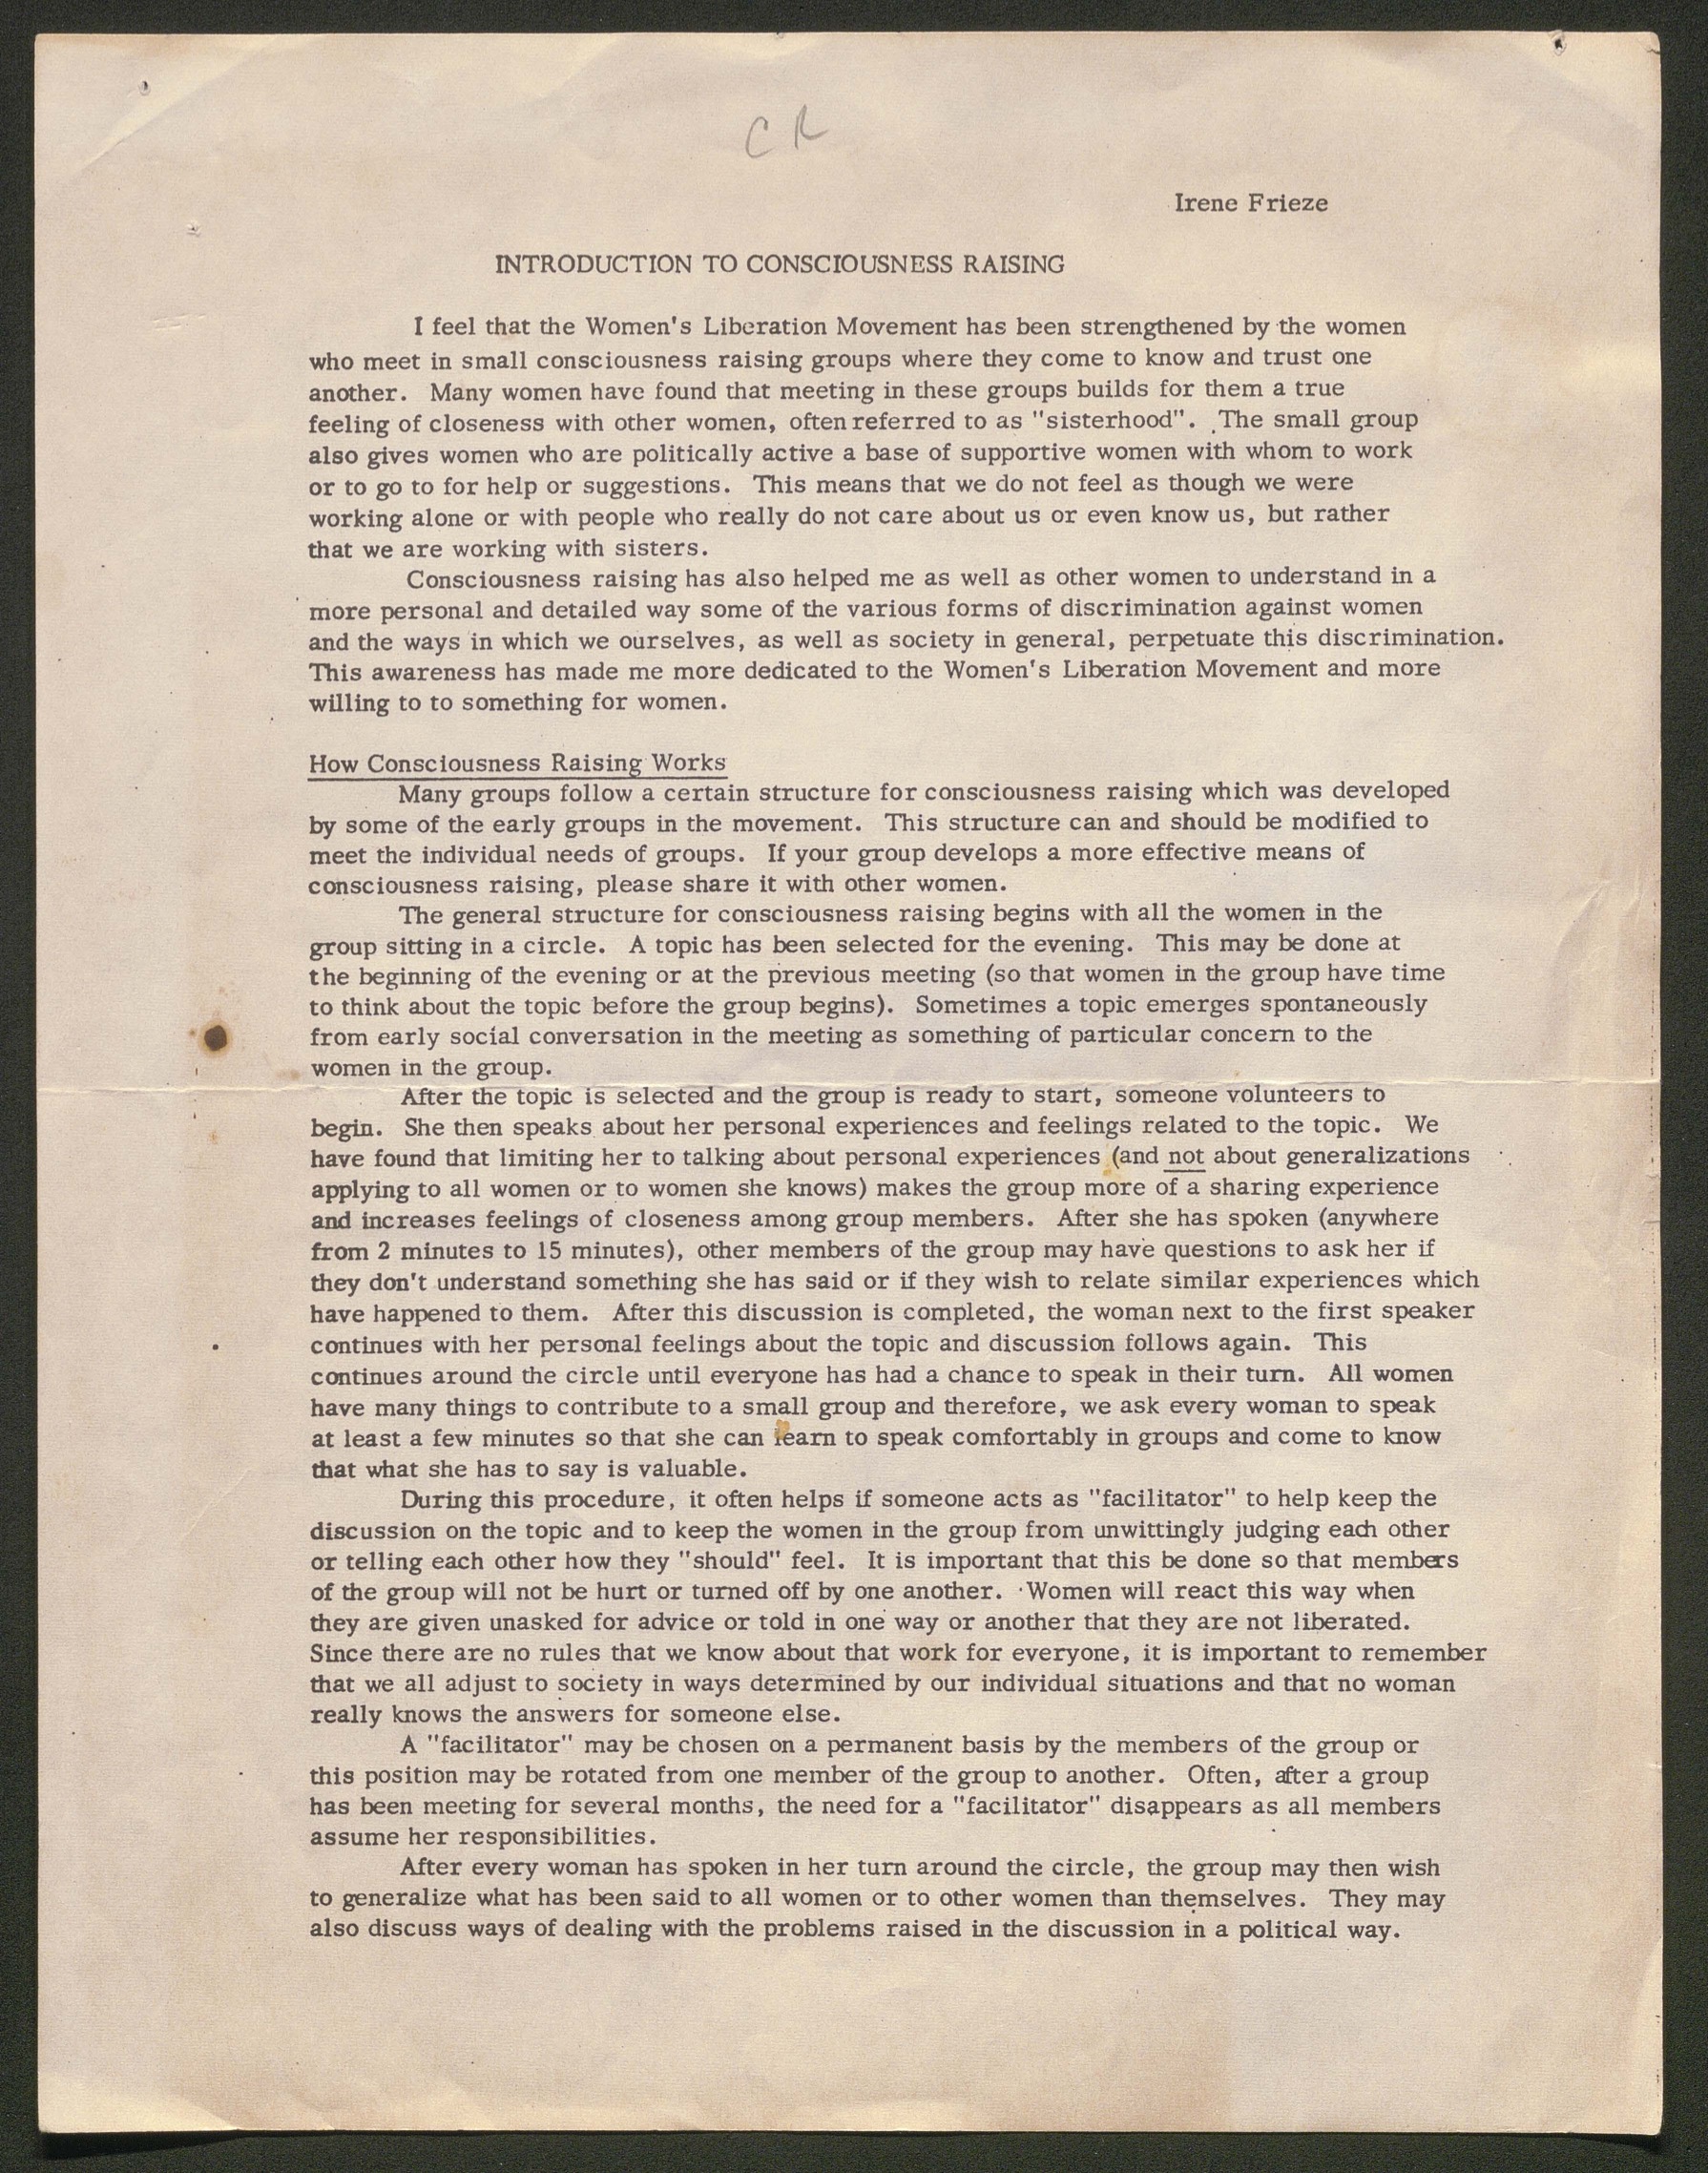 C R
Irene Frieze
INTRODUCTION TO CONSCIOUSNESS RAISING
I feel that the Women's Liberation Movement has been strengthened by the women
who meet in small consciousness raising groups where they come to know and trust one
another. Many women have found that meeting in these groups builds for them a true
feeling of closeness with other women, often referred to as "sisterhood". The small group
also gives women who are politically active a base of supportive women with whom to work
or to go to for help or suggestions. This means that we do not feel as though we were
working alone or with people who really do not care about us or even know us, but rather
that we are working with sisters.
Consciousness raising has also helped me as well as other women to understand in a
more personal and detailed way some of the various forms of discrimination against women
and the ways in which we ourselves, as well as society in general, perpetuate this discrimination.
This awareness has made me more dedicated to the Women's Liberation Movement and more
willing to to something for women.
How Consciousness Raising Works
Many groups follow a certain structure for consciousness raising which was developed
by some of the early groups in the movement. This structure can and should be modified to
meet the individual needs of groups. If your group develops a more effective means of
consciousness raising, please share it with other women.
The general structure for consciousness raising begins with all the women in the
group sitting in a circle. A topic has been selected for the evening. This may be done at
the beginning of the evening or at the previous meeting (so that women in the group have time
to think about the topic before the group begins). Sometimes a topic emerges spontaneously
from early social conversation in the meeting as something of particular concern to the
women in the group.
After the topic is selected and the group is ready to start, someone volunteers to
begin. She then speaks about her personal experiences and feelings related to the topic. We
have found that limiting her to talking about personal experiences (and not about generalizations
applying to all women or to women she knows) makes the group more of a sharing experience
and increases feelings of closeness among group members. After she has spoken (anywhere
from 2 minutes to 15 minutes), other members of the group may have questions to ask her if
they don't understand something she has said or if they wish to relate similar experiences which
have happened to them. After this discussion is completed, the woman next to the first speaker
continues with her personal feelings about the topic and discussion follows again. This
continues around the circle until everyone has had a chance to speak in their turn. All women
have many things to contribute to a small group and therefore, we ask every woman to speak
at least a few minutes so that she can learn to speak comfortably in groups and come to know
that what she has to say is valuable.
During this procedure, it often helps if someone acts as "facilitator" to help keep the
discussion on the topic and to keep the women in the group from unwittingly judging each other
or telling each other how they "should" feel. It is important that this be done so that members
of the group will not be hurt or turned off by one another. Women will react this way when
they are given unasked for advice or told in one way or another that they are not liberated.
Since there are no rules that we know about that work for everyone, it is important to remember
that we all adjust to society in ways determined by our individual situations and that no woman
really knows the answers for someone else.
A "facilitator" may be chosen on a permanent basis by the members of the group or
this position may be rotated from one member of the group to another. Often, after a group
has been meeting for several months, the need for a "facilitator" disappears as all members
assume her responsibilities.
After every woman has spoken in her turn around the circle, the group may then wish
to generalize what has been said to all women or to other women than themselves. They may
also discuss ways of dealing with the problems raised in the discussion in a political way.